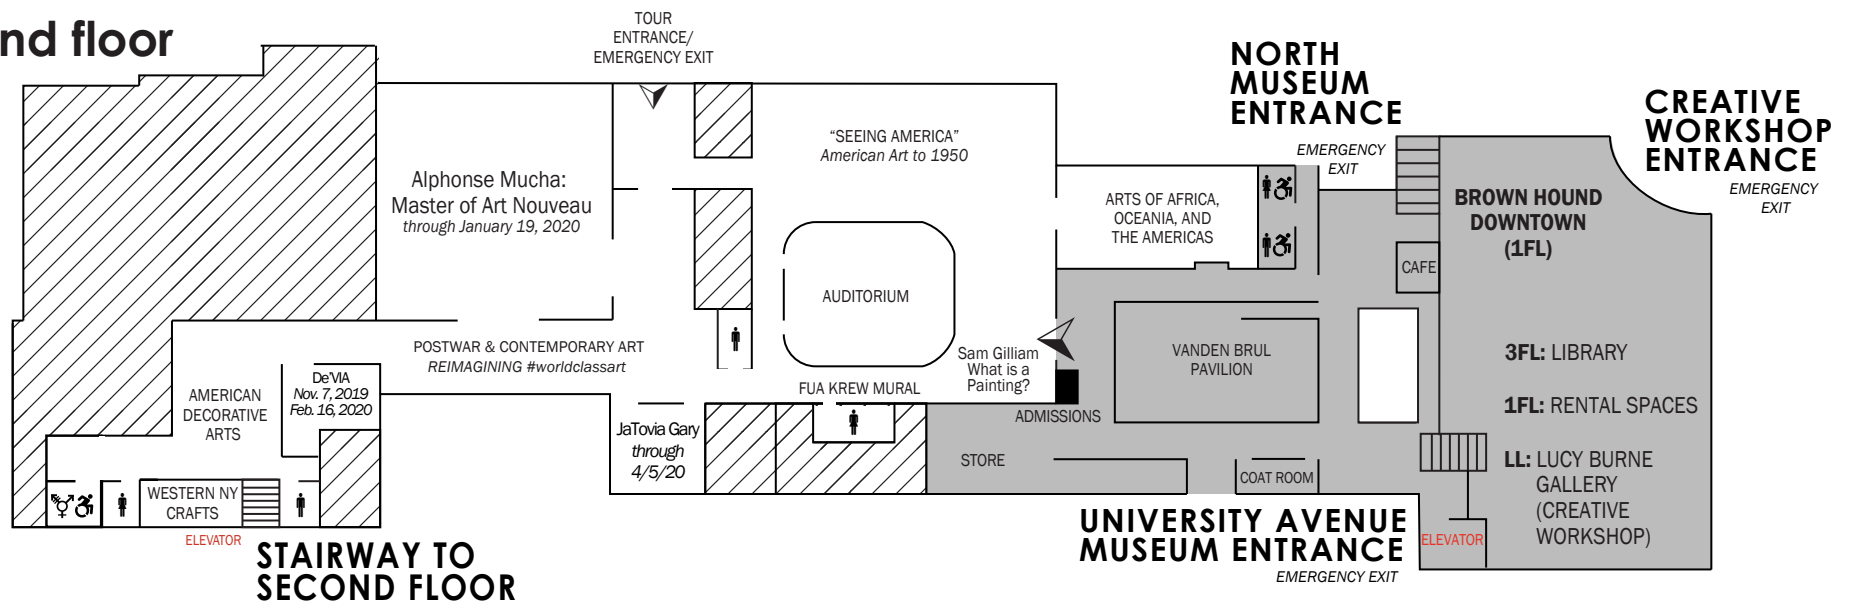 nd floor
TOUR
ENTRANCE/
EMERGENCY EXIT
NORTH
MUSEUM
ENTRANCE
EMERGENCY
EXIT
CREATIVE
WORKSHOP
ENTRANCE
EMERGENCY
EXIT
"SEEING AMERICA"
American Art to 1950
Alphonse Mucha:
Master of Art Nouveau
through January 19, 2020
ARTS OF AFRICA,
OCEANIA, AND
THE AMERICAS
BROWN HOUND
DOWNTOWN
(1FL)
CAFE
AUDITORIUM
POSTWAR & CONTEMPORARY ART
REIMAGINING #worldclassart
Sam Gilliam
What is a
Painting?
VANDEN BRUL
PAVILION
3FL: LIBRARY
1FL: RENTAL SPACES
LL: LUCY BURNE
GALLERY
(CREATIVE
WORKSHOP)
De'VIA
Nov. 7, 2019
Feb. 16, 2020
AMERICAN
DECORATIVE
ARTS
FUA KREW MURAL
ADMISSIONS
JaTovia Gary
through
4/5/20
STORE
COAT ROOM
WESTERN NY
CRAFTS
ELEVATOR
STAIRWAY TO
SECOND FLOOR
UNIVERSITY AVENUE
MUSEUM ENTRANCE
EMERGENCY EXIT
ELEVATOR